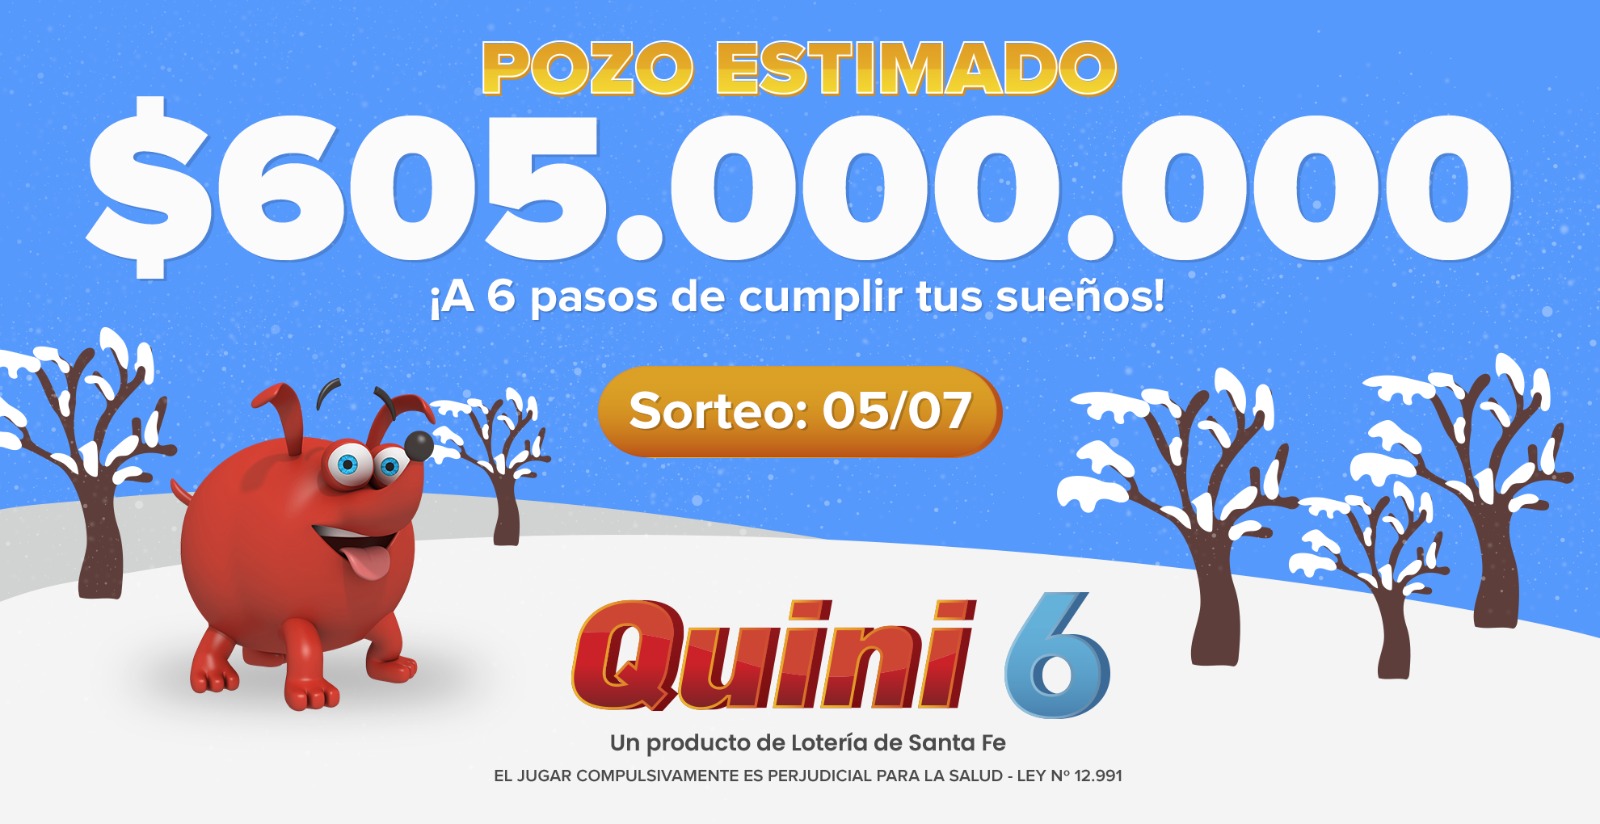 POZO ESTIMADO
$605.000.000
¡A 6 pasos de cumplir tus sueños!
Sorteo: 05/07
Quini 6
Un producto de Lotería de Santa Fe
EL JUGAR COMPULSIVAMENTE ES PERJUDICIAL PARA LA SALUD - LEY Nº 12.991